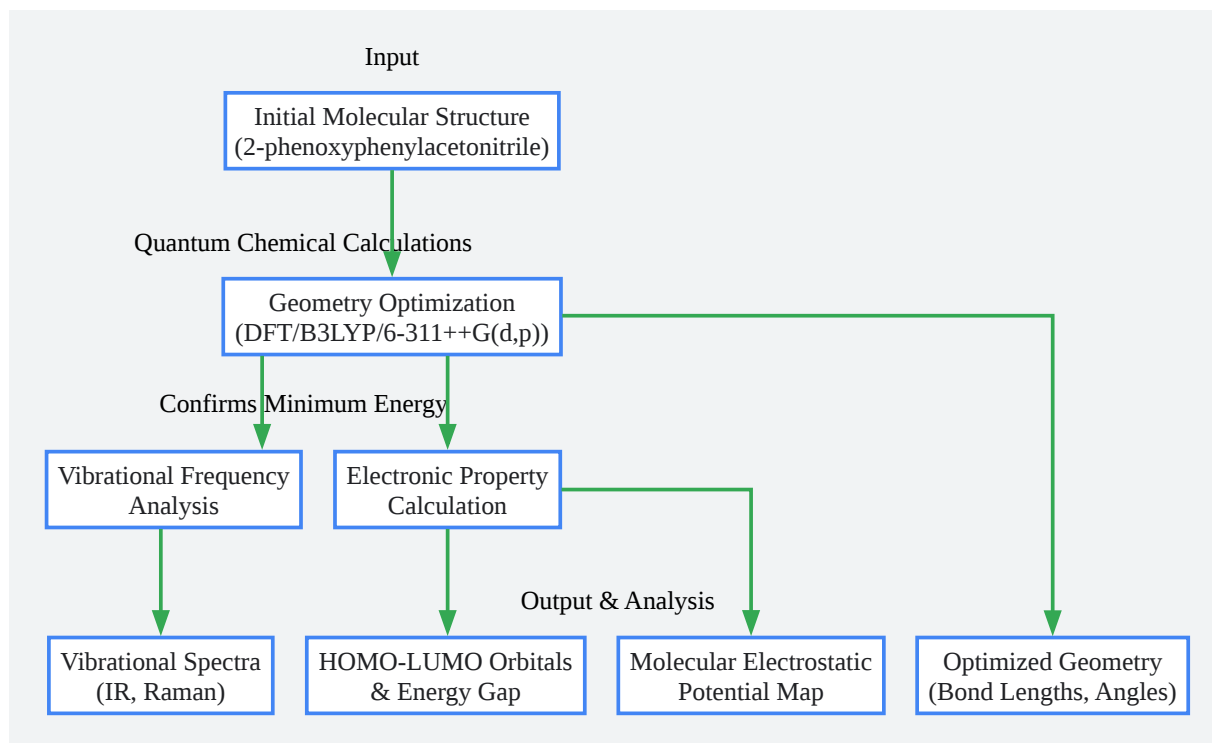 Input
Initial Molecular Structure
(2-phenoxyphenylacetonitrile)
Quantum Chemical Calculations
Geometry Optimization
(DFT/B3LYP/6-311++G(d,p))
Confirms Minimum Energy
Vibrational Frequency
Analysis
Electronic Property
Calculation
Output & Analysis
Vibrational Spectra
(IR, Raman)
HOMO-LUMO Orbitals
& Energy Gap
Molecular Electrostatic
Potential Map
Optimized Geometry
(Bond Lengths, Angles)